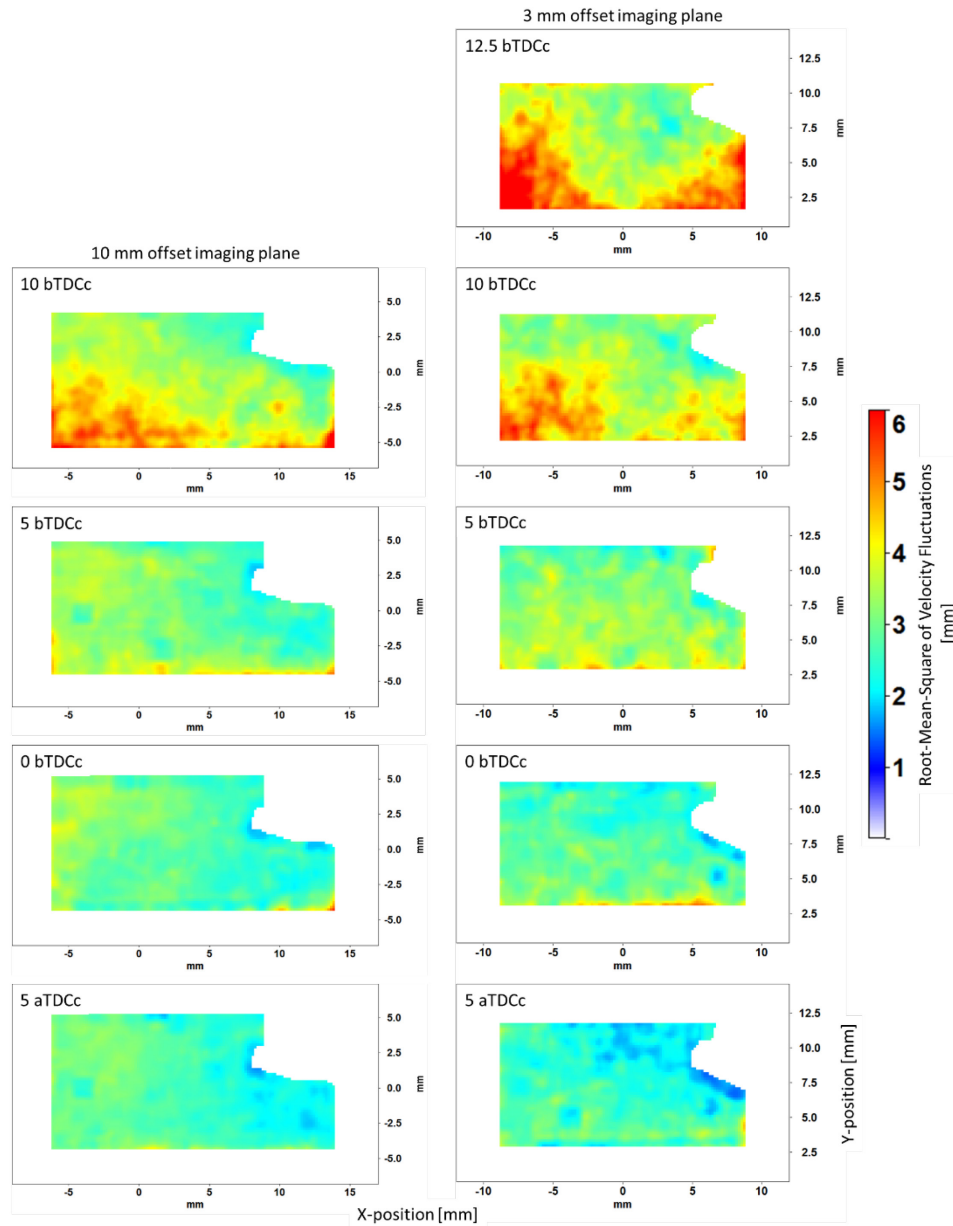 3 mm offset imaging plane
12.5 bTDCc
12.5
10.0
7.5
5.0
2.5
mm
-10 -5 0 5 10
mm
10 mm offset imaging plane
10 bTDCc
5.0
2.5
0.0
-2.5
-5.0
mm
-5 0 5 10 15
mm
10 bTDCc
12.5
10.0
7.5
5.0
2.5
mm
-10 -5 0 5 10
mm
5 bTDCc
5.0
2.5
0.0
-2.5
-5.0
mm
-5 0 5 10 15
mm
5 bTDCc
12.5
10.0
7.5
5.0
2.5
mm
-10 -5 0 5 10
mm
0 bTDCc
5.0
2.5
0.0
-2.5
-5.0
mm
-5 0 5 10 15
mm
0 bTDCc
12.5
10.0
7.5
5.0
2.5
mm
-10 -5 0 5 10
mm
5 aTDCc
5.0
2.5
0.0
-2.5
-5.0
mm
-5 0 5 10 15
mm
5 aTDCc
12.5
10.0
7.5
5.0
2.5
-10 -5 0 5 10
mm
6
5
4
3
2
1
Root-Mean-Square of Velocity Fluctuations
[mm]
Y-position [mm]
X-position [mm]